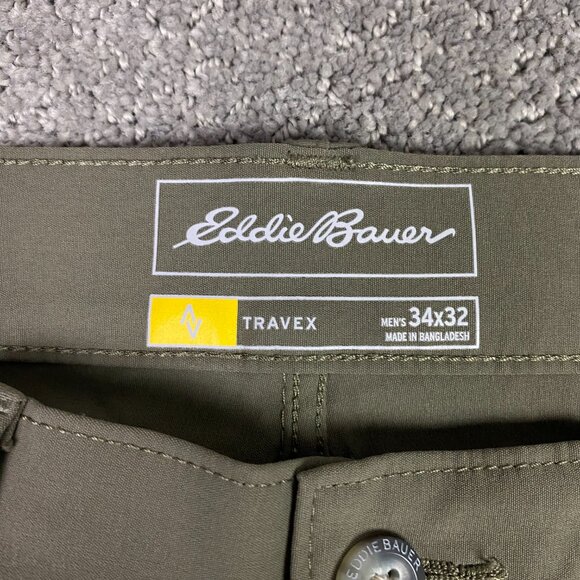 Eddie Bauer
TRAVEX
MEN'S 34x32
MADE IN BANGLADESH
EDDIE BAUER